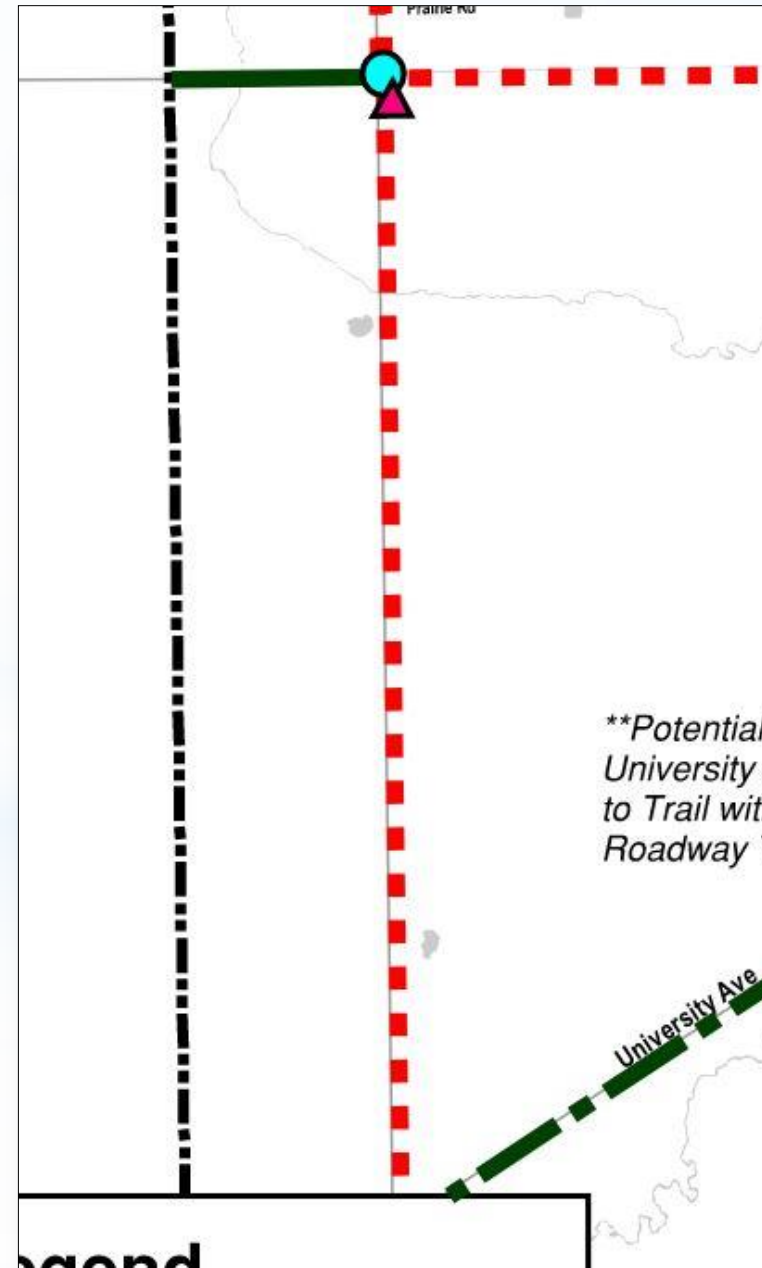 Prairie Rd
**Potential
University
to Trail wit
Roadway
University Ave
egend